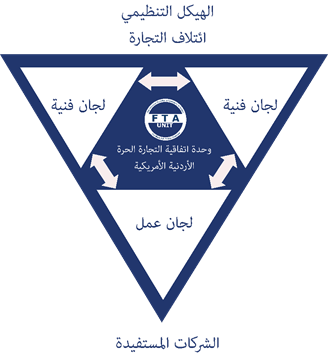 الهيكل التنظيمي
ائتلاف التجارة
لجان فنية
لجان فنية
FTA
UNIT
وحدة اتفاقية التجارة الحرة
الأردنية الأمريكية
لجان عمل
الشركات المستفيدة